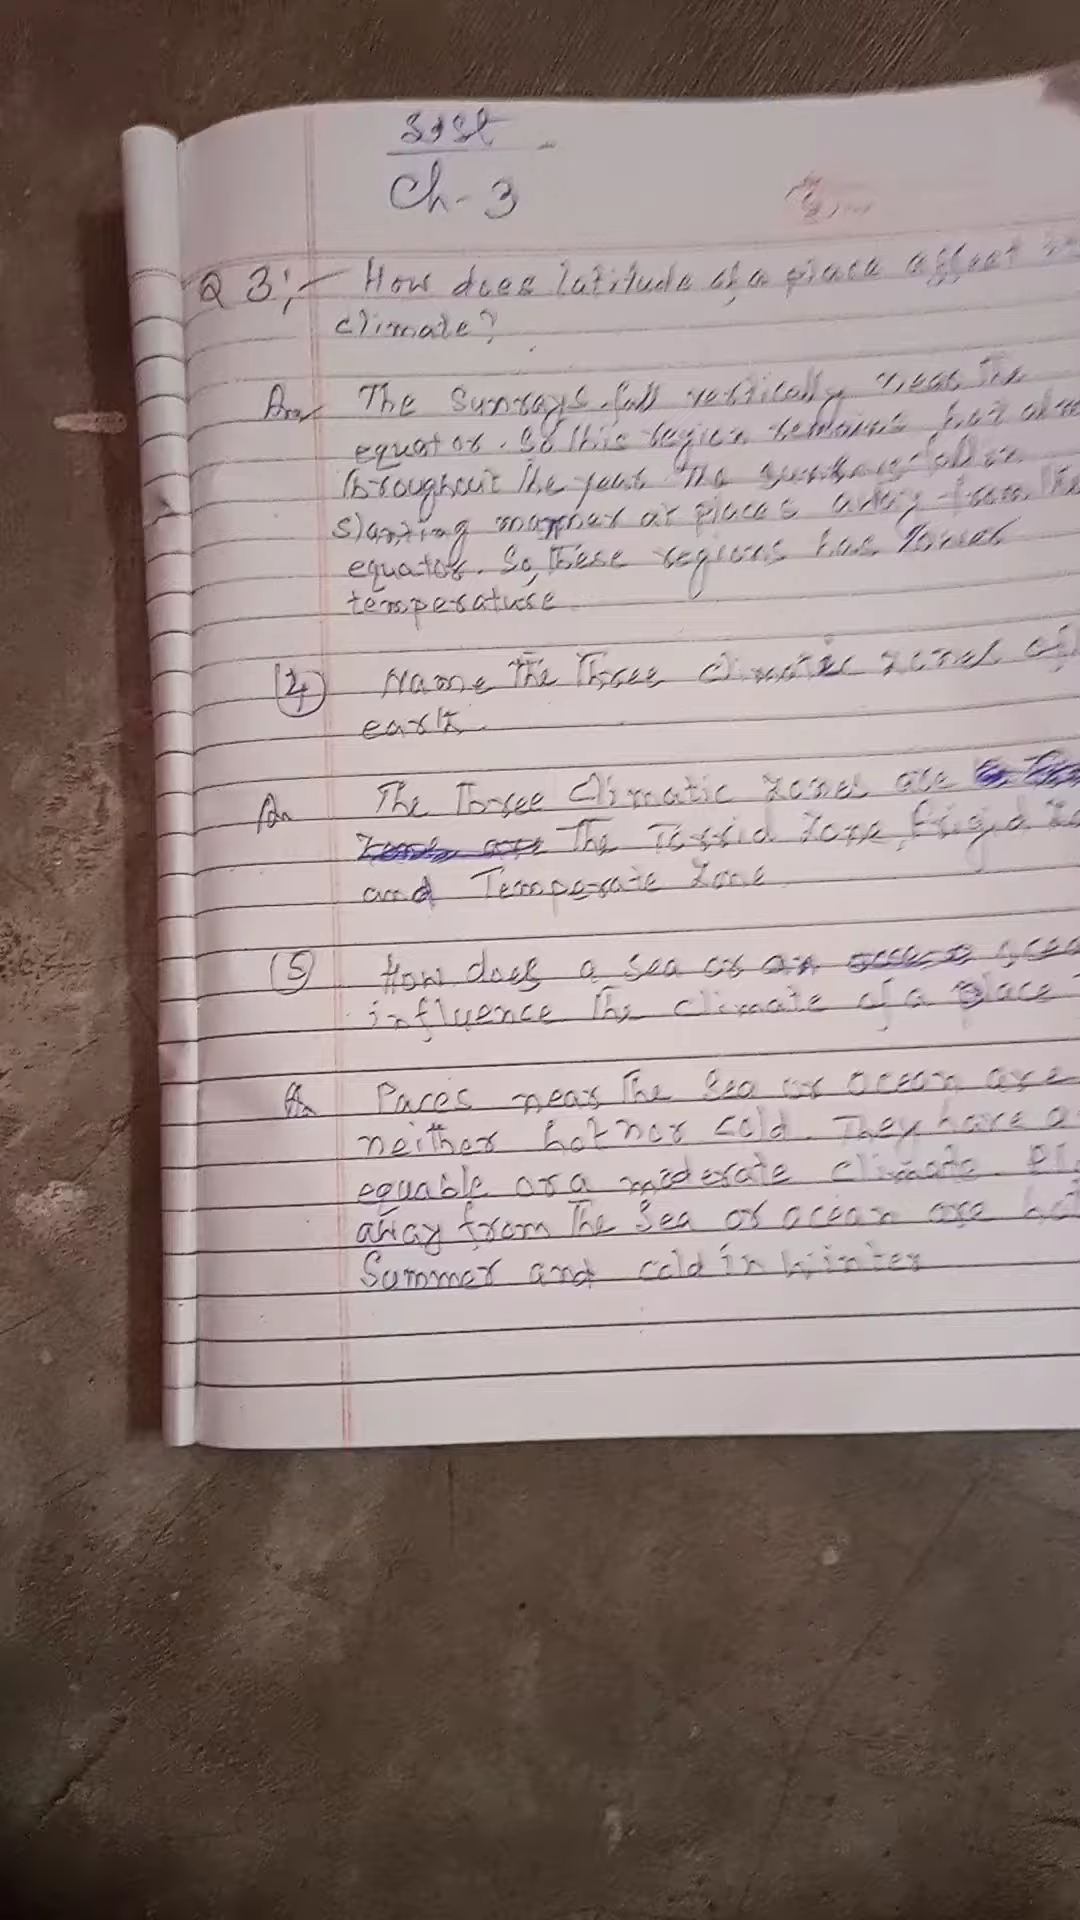 S.St
Ch-3
Q 3:- How does latitude of a place affect
climate?
Ans The Sunrays fall vertically near The
equator. So this region remains hot
throughout The year The sunrays fall in
slanting manner at places away from the
equator. So, These regions has lower
temperature.
(4) Name The Three climatic zones of
earth.
An The Three Climatic zones are
The Torrid Zone, frigid
and Temperate Zone
(5) How does a Sea or an
influence The climate of a place
An Paces near The Sea or ocean are
neither hot nor cold. They have a
equable or a moderate climate.
away from The Sea or ocean are hot
Summer and cold in Winter